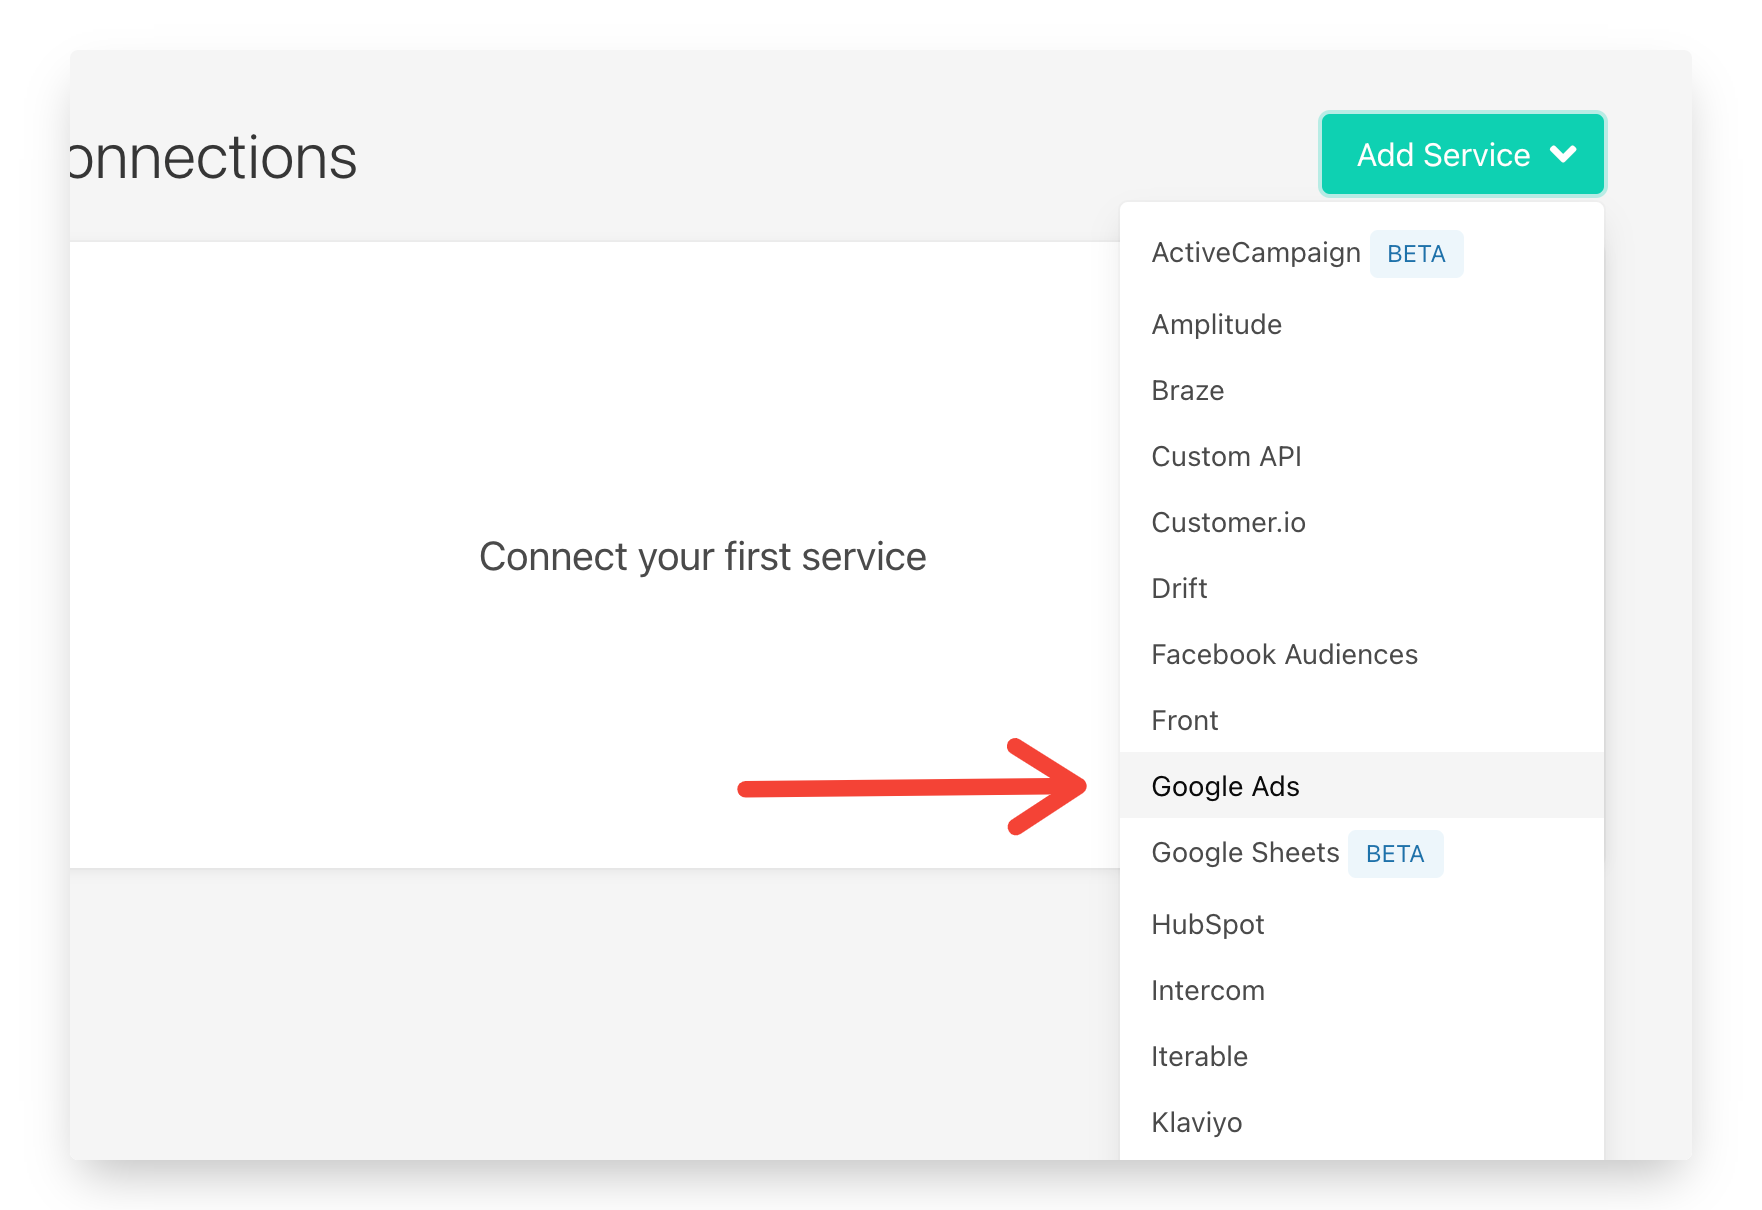 onnections
Add Service
ActiveCampaign BETA
Amplitude
Braze
Custom API
Customer.io
Drift
Connect your first service
Facebook Audiences
Front
Google Ads
Google Sheets BETA
HubSpot
Intercom
Iterable
Klaviyo